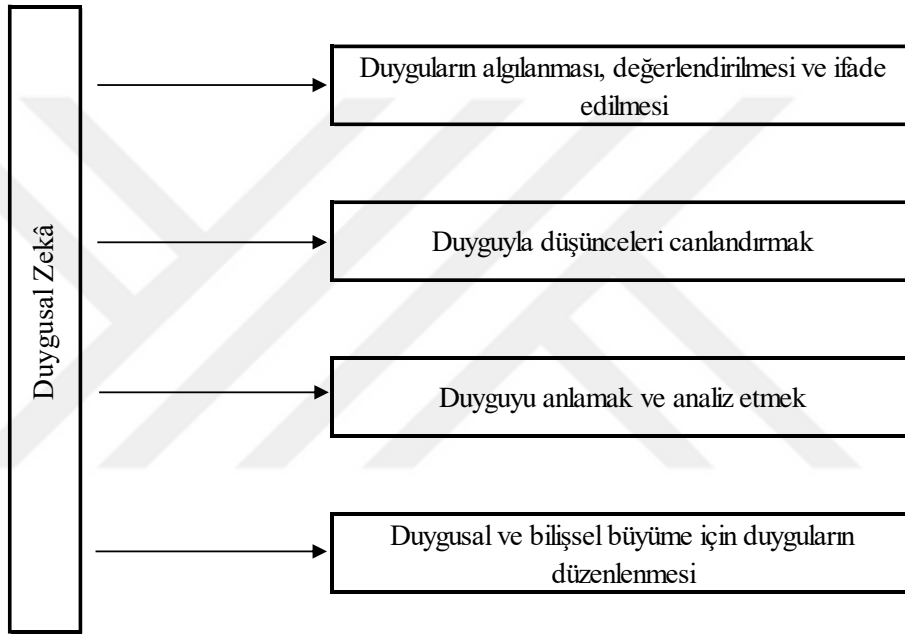 Duygusal Zekâ
Duyguların algılanması, değerlendirilmesi ve ifade
edilmesi
Duyguyla düşünceleri canlandırmak
Duyguyu anlamak ve analiz etmek
Duygusal ve bilişsel büyüme için duyguların
düzenlenmesi